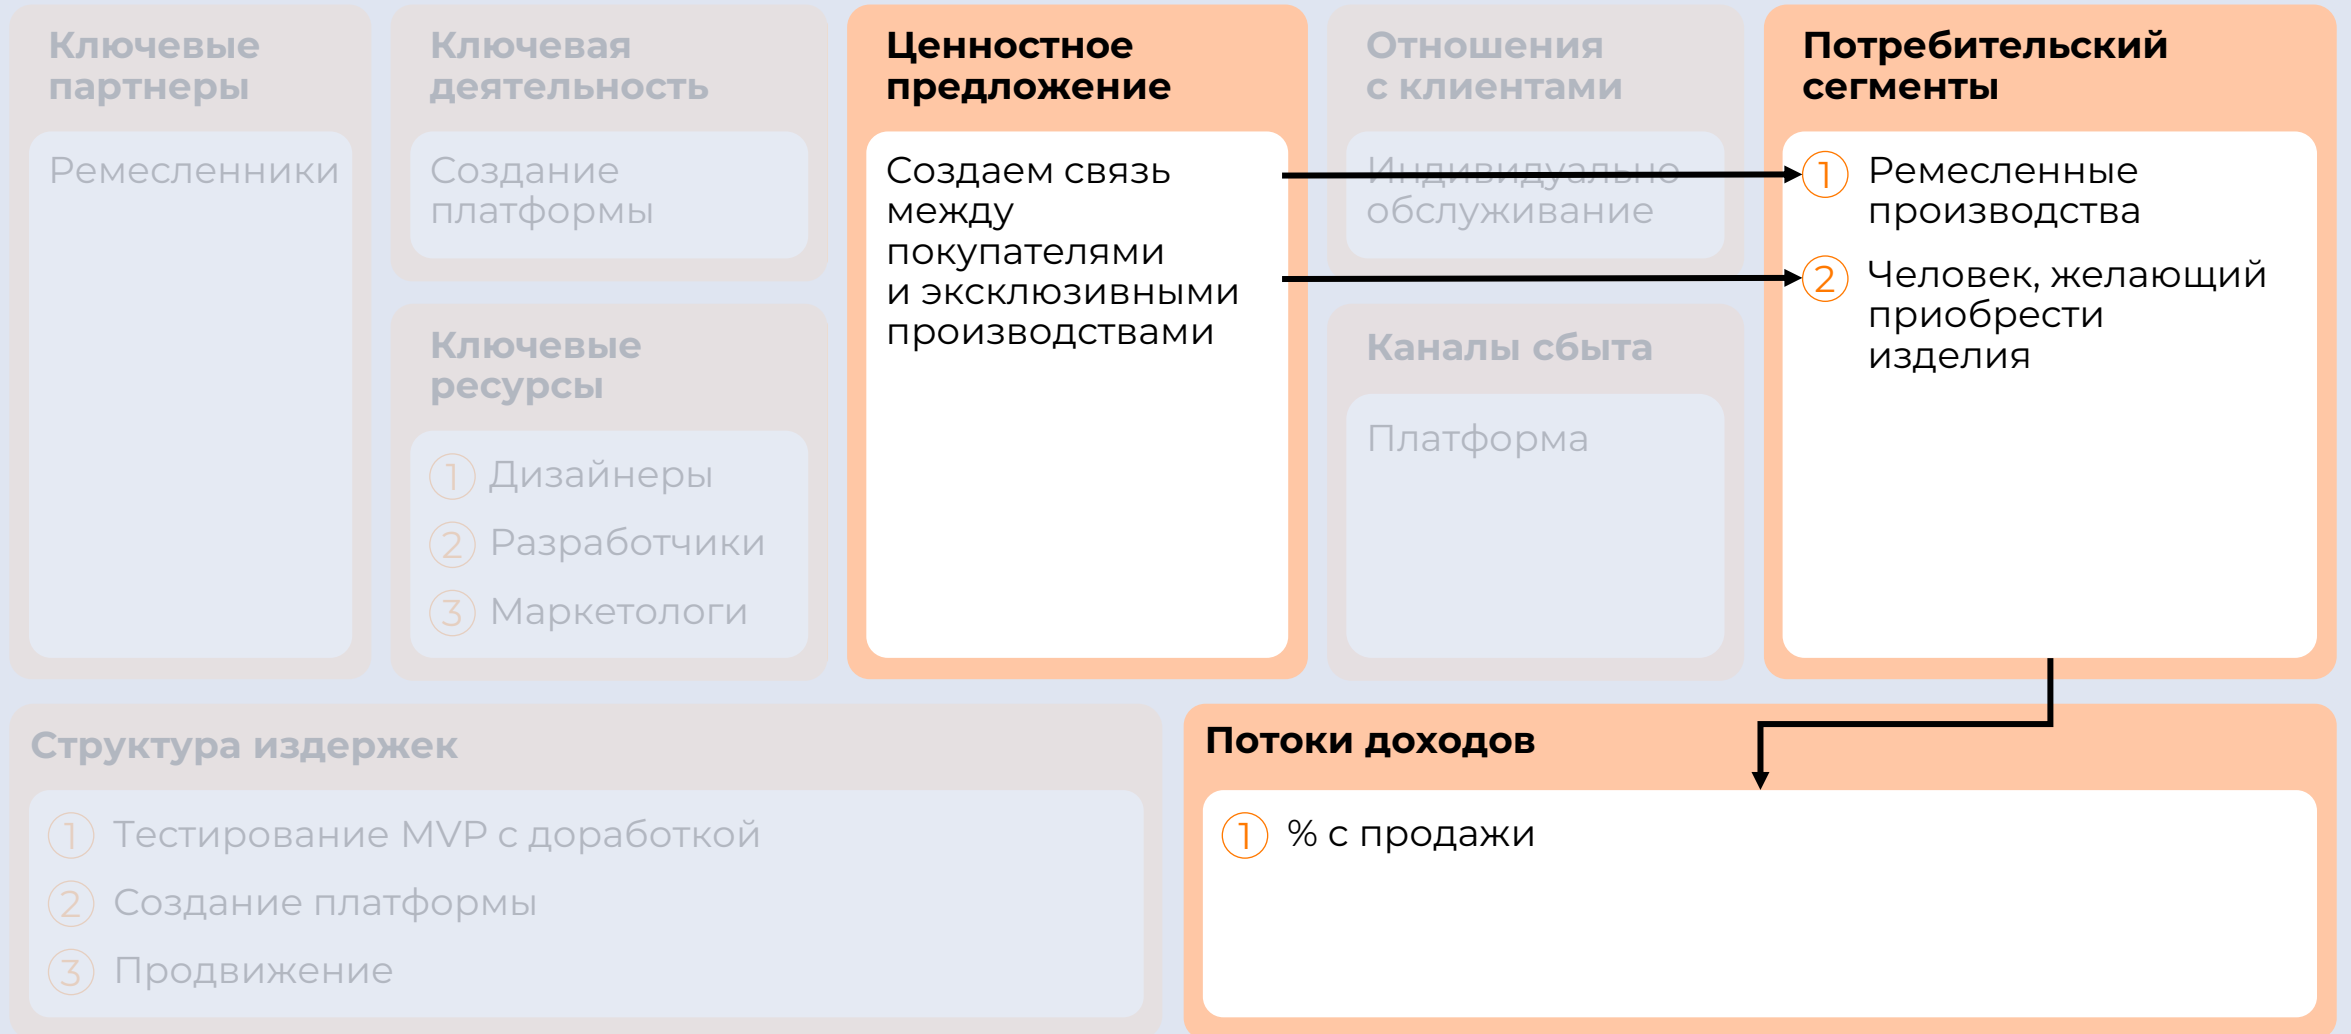 Ключевые
партнеры
Ремесленники
Ключевая
деятельность
Создание
платформы
Ключевые
ресурсы
1 Дизайнеры
2 Разработчики
3 Маркетологи
Ценностное
предложение
Создаем связь
между
покупателями
и эксклюзивными
производствами
Отношения
с клиентами
Индивидуально
обслуживание
Каналы сбыта
Платформа
Потребительский
сегменты
1 Ремесленные
производства
2 Человек, желающий
приобрести
изделия
Структура издержек
1 Тестирование MVP с доработкой
2 Создание платформы
3 Продвижение
Потоки доходов
1 % с продажи